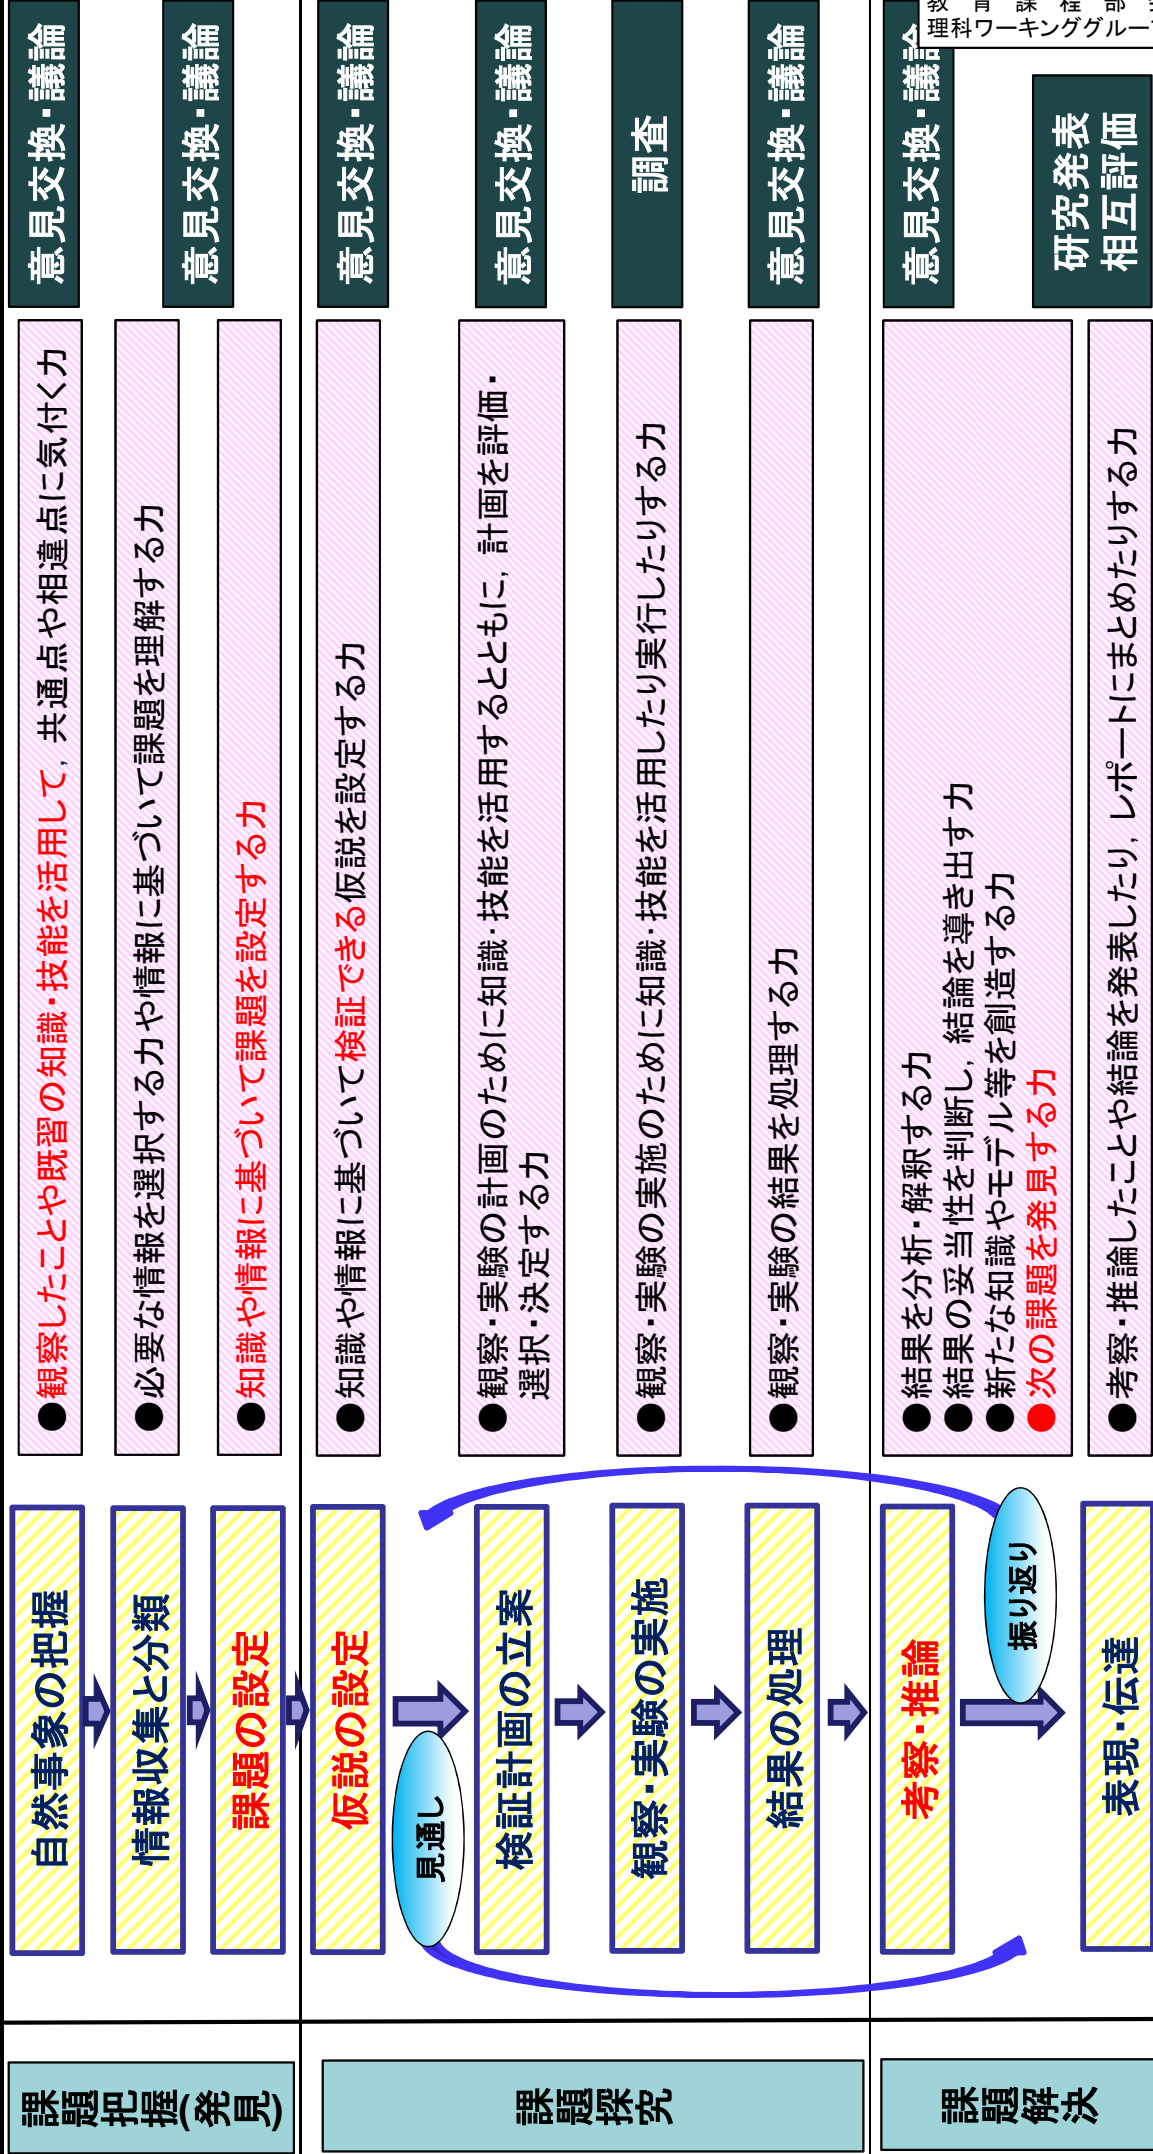 教育課程部会
理科ワーキンググループ
課題把握(発見)
自然事象の把握
●観察したことや既習の知識・技能を活用して，共通点や相違点に気付く力
意見交換・議論
情報収集と分類
●必要な情報を選択する力や情報に基づいて課題を理解する力
意見交換・議論
課題の設定
●知識や情報に基づいて課題を設定する力
課題探究
仮説の設定
●知識や情報に基づいて検証できる仮説を設定する力
意見交換・議論
見通し
検証計画の立案
●観察・実験の計画のために知識・技能を活用するとともに，計画を評価・
選択・決定する力
意見交換・議論
観察・実験の実施
●観察・実験の実施のために知識・技能を活用したり実行したりする力
調査
結果の処理
●観察・実験の結果を処理する力
意見交換・議論
課題解決
考察・推論
●結果を分析・解釈する力
●結果の妥当性を判断し，結論を導き出す力
●新たな知識やモデル等を創造する力
●次の課題を発見する力
意見交換・議論
振り返り
表現・伝達
●考察・推論したことや結論を発表したり，レポートにまとめたりする力
研究発表
相互評価